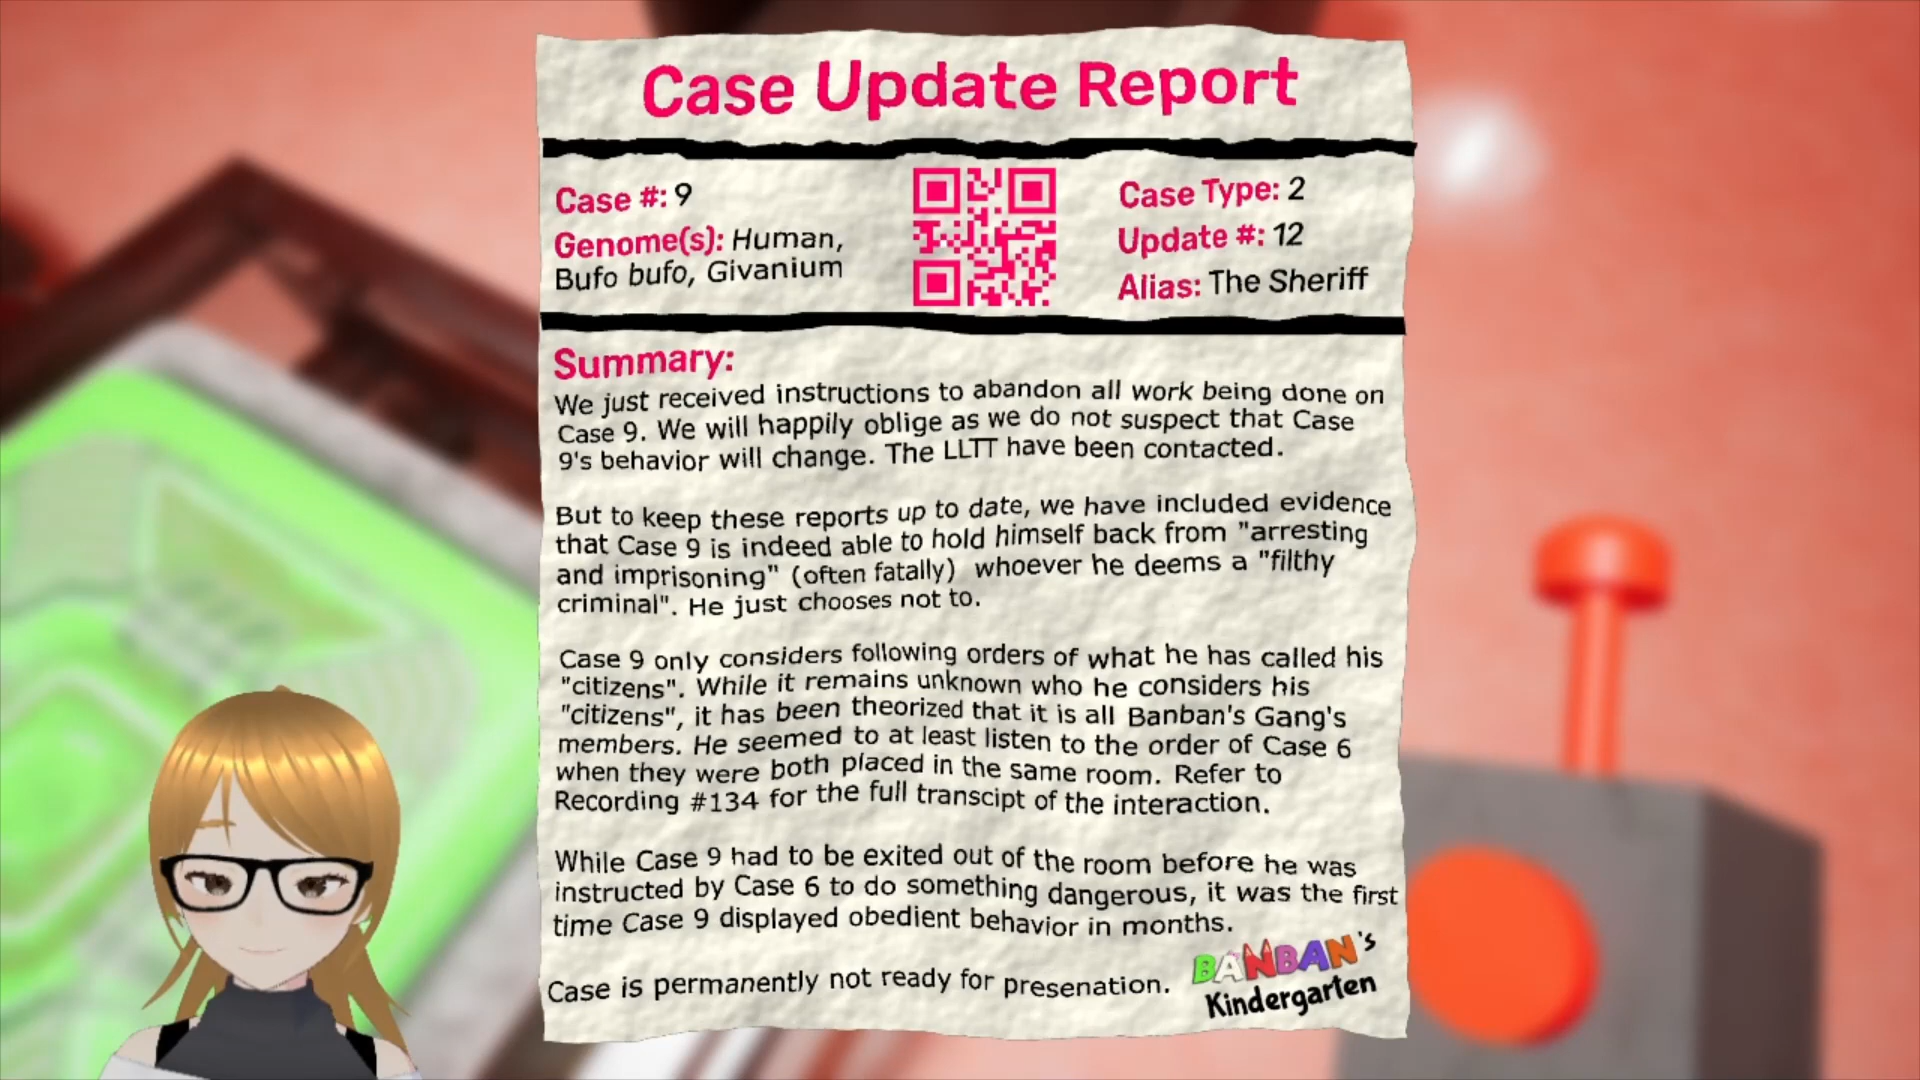 Case Update Report
Case #: 9
Genome(s): Human,
Bufo bufo, Givanium
Case Type: 2
Update #: 12
Alias: The Sheriff
Summary:
We just received instructions to abandon all work being done on
Case 9. We will happily oblige as we do not suspect that Case
9's behavior will change. The LLTT have been contacted.
But to keep these reports up to date, we have included evidence
that Case 9 is indeed able to hold himself back from "arresting
and imprisoning" (often fatally) whoever he deems a "filthy
criminal". He just chooses not to.
Case 9 only considers following orders of what he has called his
"citizens". While it remains unknown who he considers his
"citizens", it has been theorized that it is all Banban's Gang's
members. He seemed to at least listen to the order of Case 6
when they were both placed in the same room. Refer to
Recording #134 for the full transcipt of the interaction.
While Case 9 had to be exited out of the room before he was
instructed by Case 6 to do something dangerous, it was the first
time Case 9 displayed obedient behavior in months.
Case is permanently not ready for presenation.
BANBAN's
Kindergarten